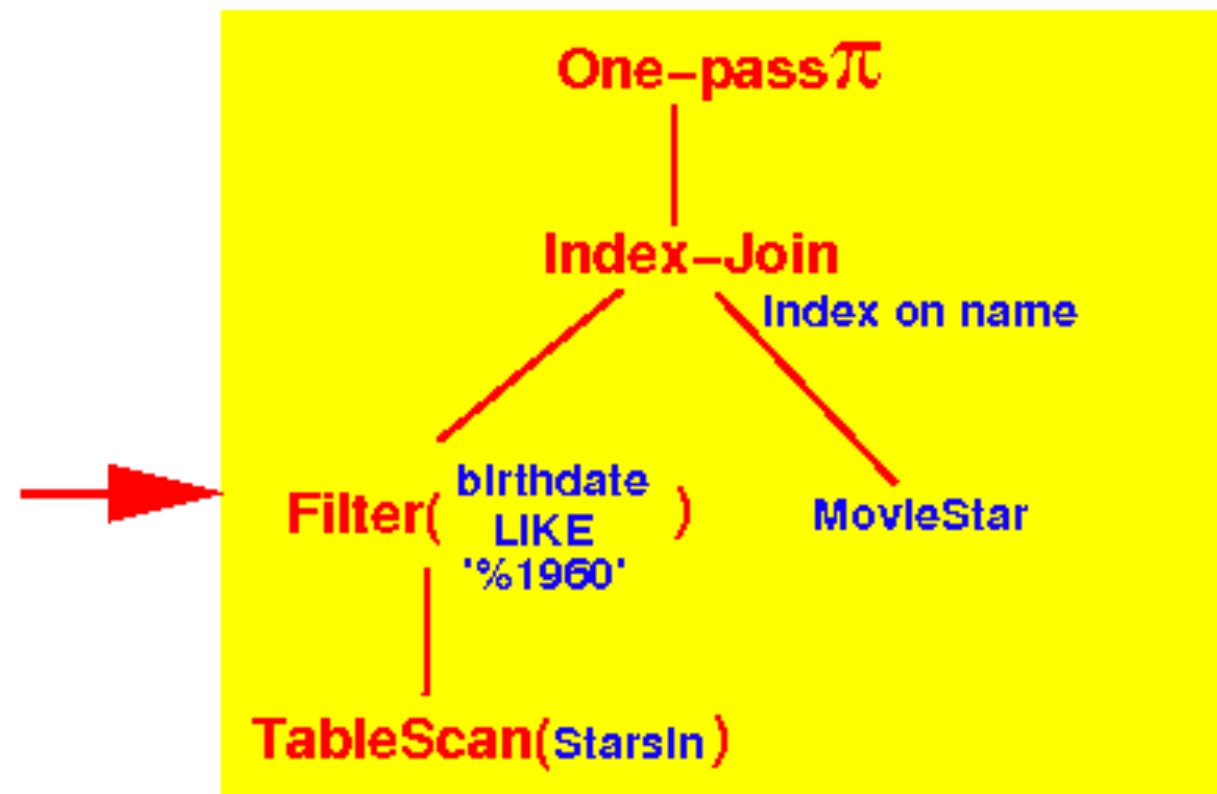 One-passπ
Index-Join
Index on name
birthdate
Filter( LIKE )
'%1960'
MovieStar
TableScan(StarsIn)